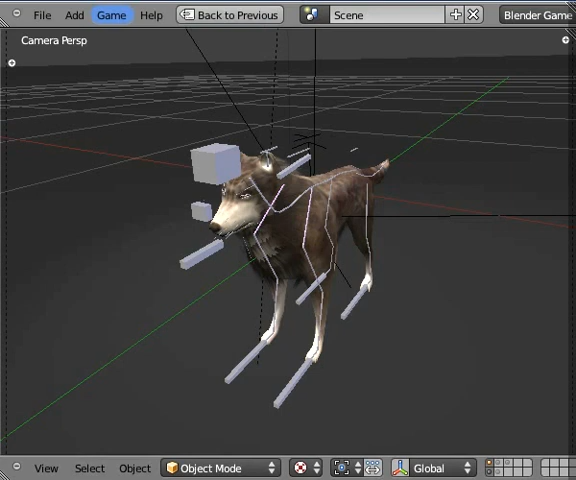 File Add Game Help Back to Previous Scene Blender Game
Camera Persp
View Select Object Object Mode Global